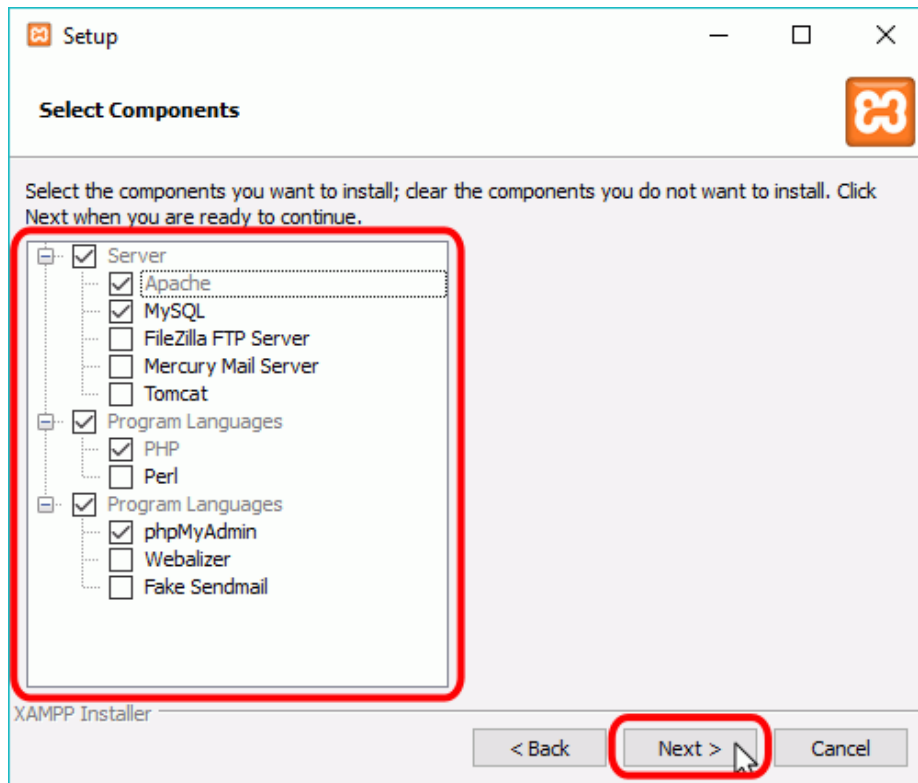 Setup
Select Components
Select the components you want to install; clear the components you do not want to install. Click
Next when you are ready to continue.
Server
Apache
MySQL
FileZilla FTP Server
Mercury Mail Server
Tomcat
Program Languages
PHP
Perl
Program Languages
phpMyAdmin
Webalizer
Fake Sendmail
XAMPP Installer
< Back
Next >
Cancel